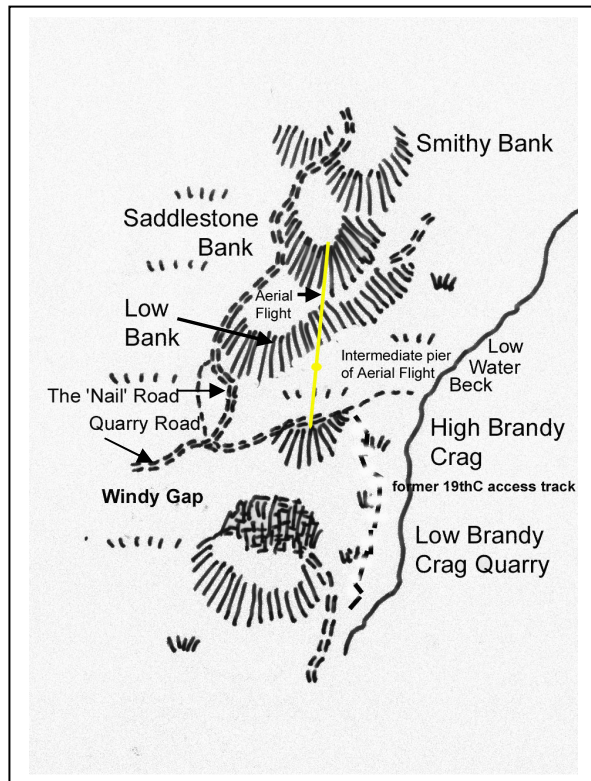 Smithy Bank
Saddlestone
Bank
Aerial
Flight
Low
Bank
Intermediate pier
of Aerial Flight
Low
Water
Beck
The 'Nail' Road
Quarry Road
High Brandy
Crag
former 19thC access track
Windy Gap
Low Brandy
Crag Quarry